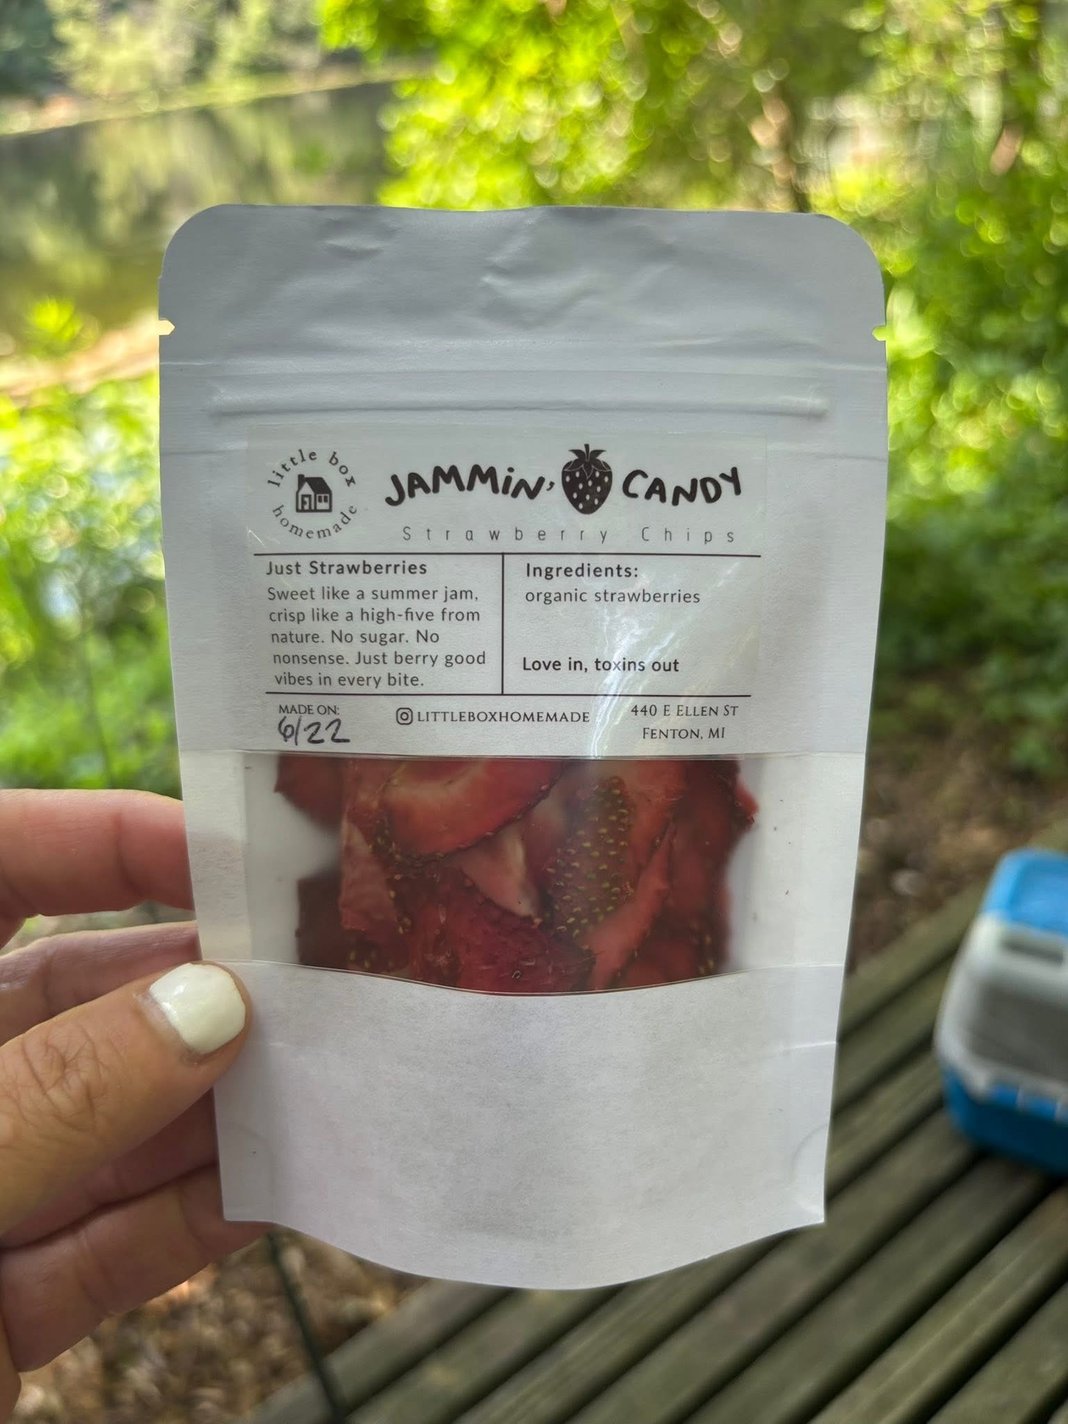 little box
homemade
JAMMIN' CANDY
Strawberry Chips
Just Strawberries
Sweet like a summer jam,
crisp like a high-five from
nature. No sugar. No
nonsense. Just berry good
vibes in every bite.
Ingredients:
organic strawberries
Love in, toxins out
MADE ON:
6/22
LITTLEBOXHOMEMADE
440 E ELLEN ST
FENTON, MI